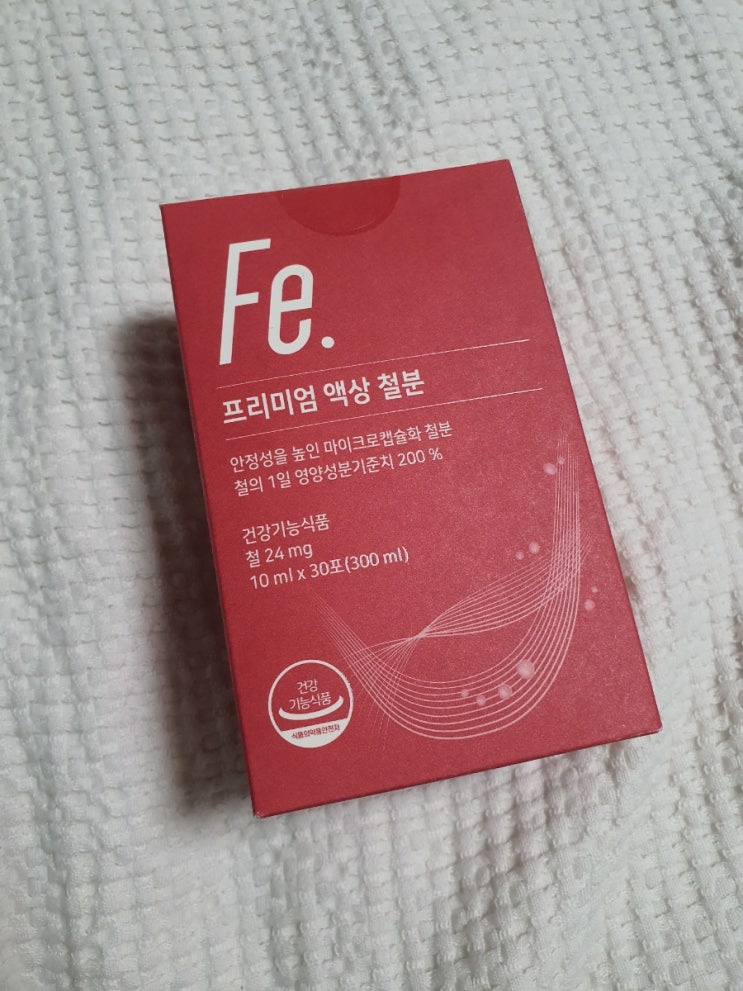 Fe.
프리미엄 액상 철분
안정성을 높인 마이크로캡슐화 철분
철의 1일 영양성분기준치 200 %
건강기능식품
철 24 mg
10 ml x 30포(300 ml)
건강
기능식품
식품의약품안전처